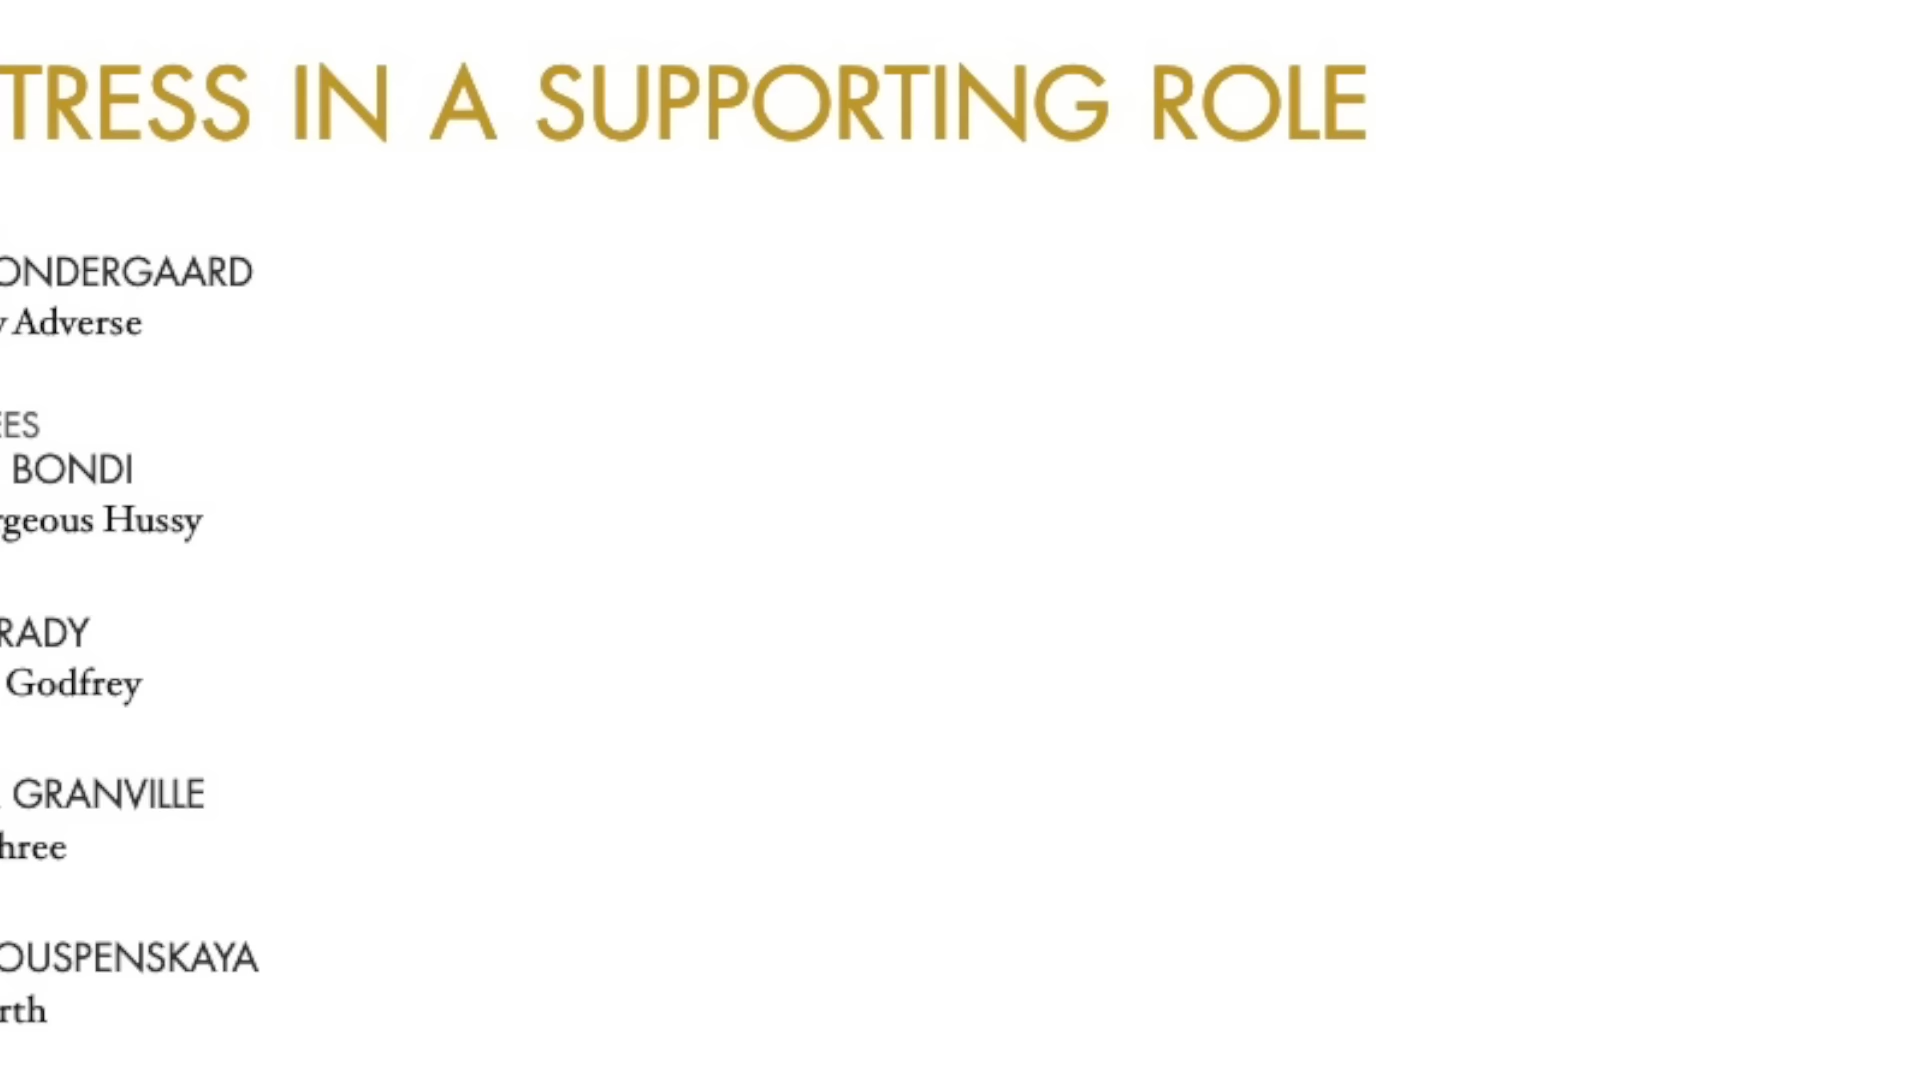 TRESS IN A SUPPORTING ROLE
ONDERGAARD
y Adverse
EES
BONDI
rgeous Hussy
RADY
Godfrey
GRANVILLE
hree
OUSPENSKAYA
rth